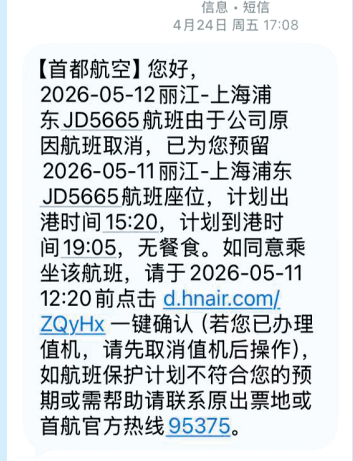 信息・短信
4月24日 周五 17:08
【首都航空】您好，
2026-05-12丽江-上海浦
东JD5665航班由于公司原
因航班取消，已为您预留
2026-05-11丽江-上海浦东
JD5665航班座位，计划出
港时间15:20，计划到港时
间19:05，无餐食。如同意乘
坐该航班，请于2026-05-11
12:20前点击 d.hnair.com/
ZQyHx 一键确认（若您已办理
值机，请先取消值机后操作），
如航班保护计划不符合您的预
期或需帮助请联系原出票地或
首航官方热线95375。